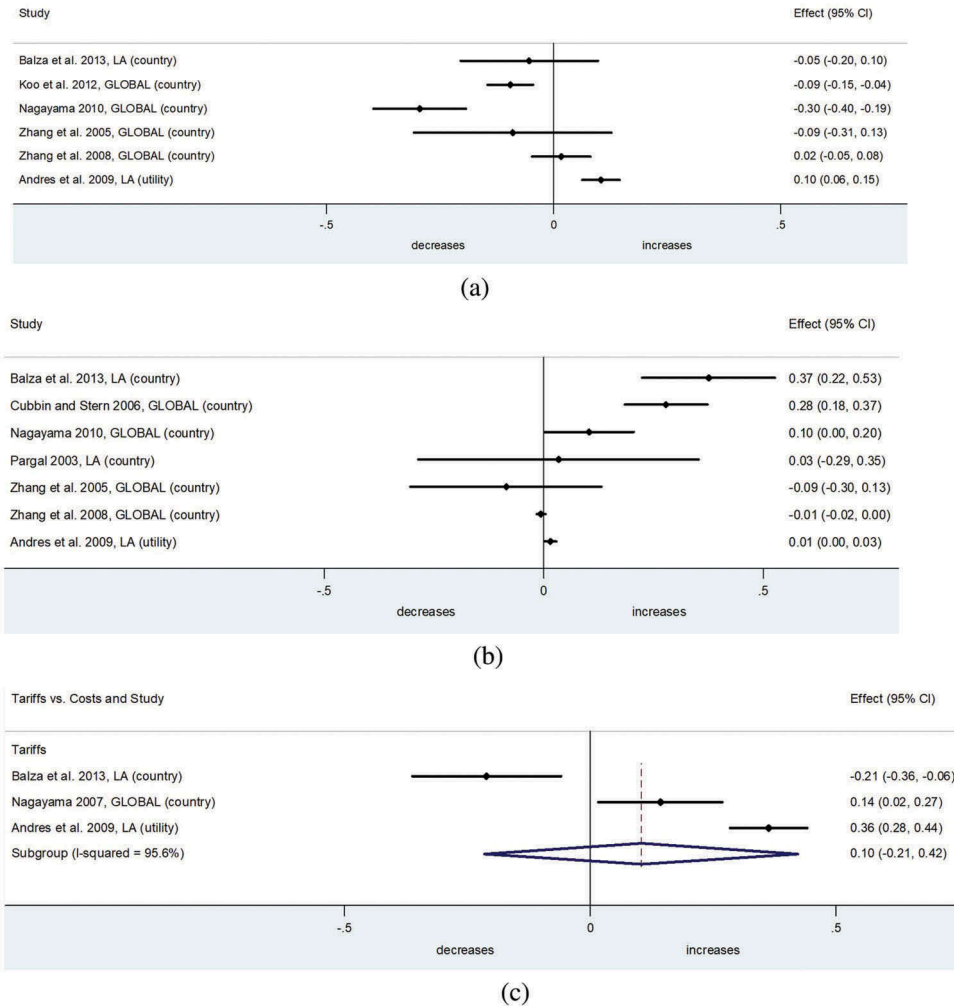 Study Effect (95% CI)
Balza et al. 2013, LA (country) -0.05 (-0.20, 0.10)
Koo et al. 2012, GLOBAL (country) -0.09 (-0.15, -0.04)
Nagayama 2010, GLOBAL (country) -0.30 (-0.40, -0.19)
Zhang et al. 2005, GLOBAL (country) -0.09 (-0.31, 0.13)
Zhang et al. 2008, GLOBAL (country) 0.02 (-0.05, 0.08)
Andres et al. 2009, LA (utility) 0.10 (0.06, 0.15)
-.5 0 .5
decreases increases
(a)
Study Effect (95% CI)
Balza et al. 2013, LA (country) 0.37 (0.22, 0.53)
Cubbin and Stern 2006, GLOBAL (country) 0.28 (0.18, 0.37)
Nagayama 2010, GLOBAL (country) 0.10 (0.00, 0.20)
Pargal 2003, LA (country) 0.03 (-0.29, 0.35)
Zhang et al. 2005, GLOBAL (country) -0.09 (-0.30, 0.13)
Zhang et al. 2008, GLOBAL (country) -0.01 (-0.02, 0.00)
Andres et al. 2009, LA (utility) 0.01 (0.00, 0.03)
-.5 0 .5
decreases increases
(b)
Tariffs vs. Costs and Study Effect (95% CI)
Tariffs
Balza et al. 2013, LA (country) -0.21 (-0.36, -0.06)
Nagayama 2007, GLOBAL (country) 0.14 (0.02, 0.27)
Andres et al. 2009, LA (utility) 0.36 (0.28, 0.44)
Subgroup (I-squared = 95.6%) 0.10 (-0.21, 0.42)
-.5 0 .5
decreases increases
(c)